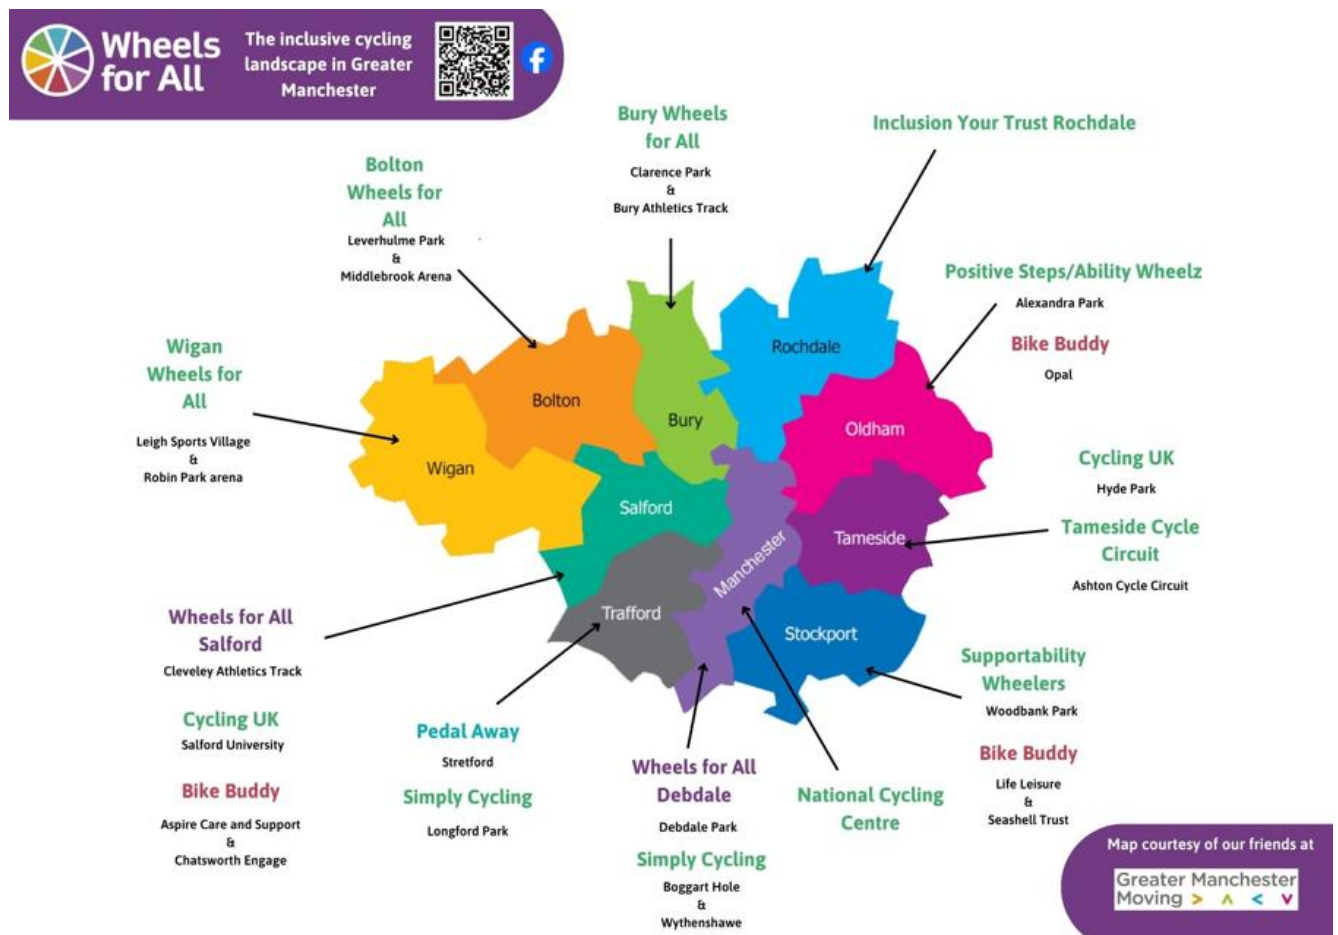 Wheels
for All
The inclusive cycling
landscape in Greater
Manchester
Bury Wheels
for All
Clarence Park
&
Bury Athletics Track
Inclusion Your Trust Rochdale
Bolton
Wheels for
All
Leverhulme Park
&
Middlebrook Arena
Positive Steps/Ability Wheelz
Alexandra Park
Bike Buddy
Opal
Wigan
Wheels for
All
Leigh Sports Village
&
Robin Park arena
Rochdale
Bolton
Bury
Oldham
Wigan
Salford
Manchester
Tameside
Trafford
Stockport
Cycling UK
Hyde Park
Tameside Cycle
Circuit
Ashton Cycle Circuit
Wheels for All
Salford
Cleveley Athletics Track
Cycling UK
Salford University
Bike Buddy
Aspire Care and Support
&
Chatsworth Engage
Pedal Away
Stretford
Simply Cycling
Longford Park
Wheels for All
Debdale
Debdale Park
Simply Cycling
Boggart Hole
&
Wythenshawe
National Cycling
Centre
Supportability
Wheelers
Woodbank Park
Bike Buddy
Life Leisure
&
Seashell Trust
Map courtesy of our friends at
Greater Manchester
Moving > ʌ < v